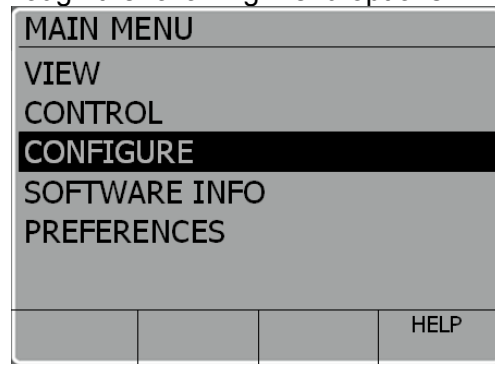 MAIN MENU
VIEW
CONTROL
CONFIGURE
SOFTWARE INFO
PREFERENCES
HELP